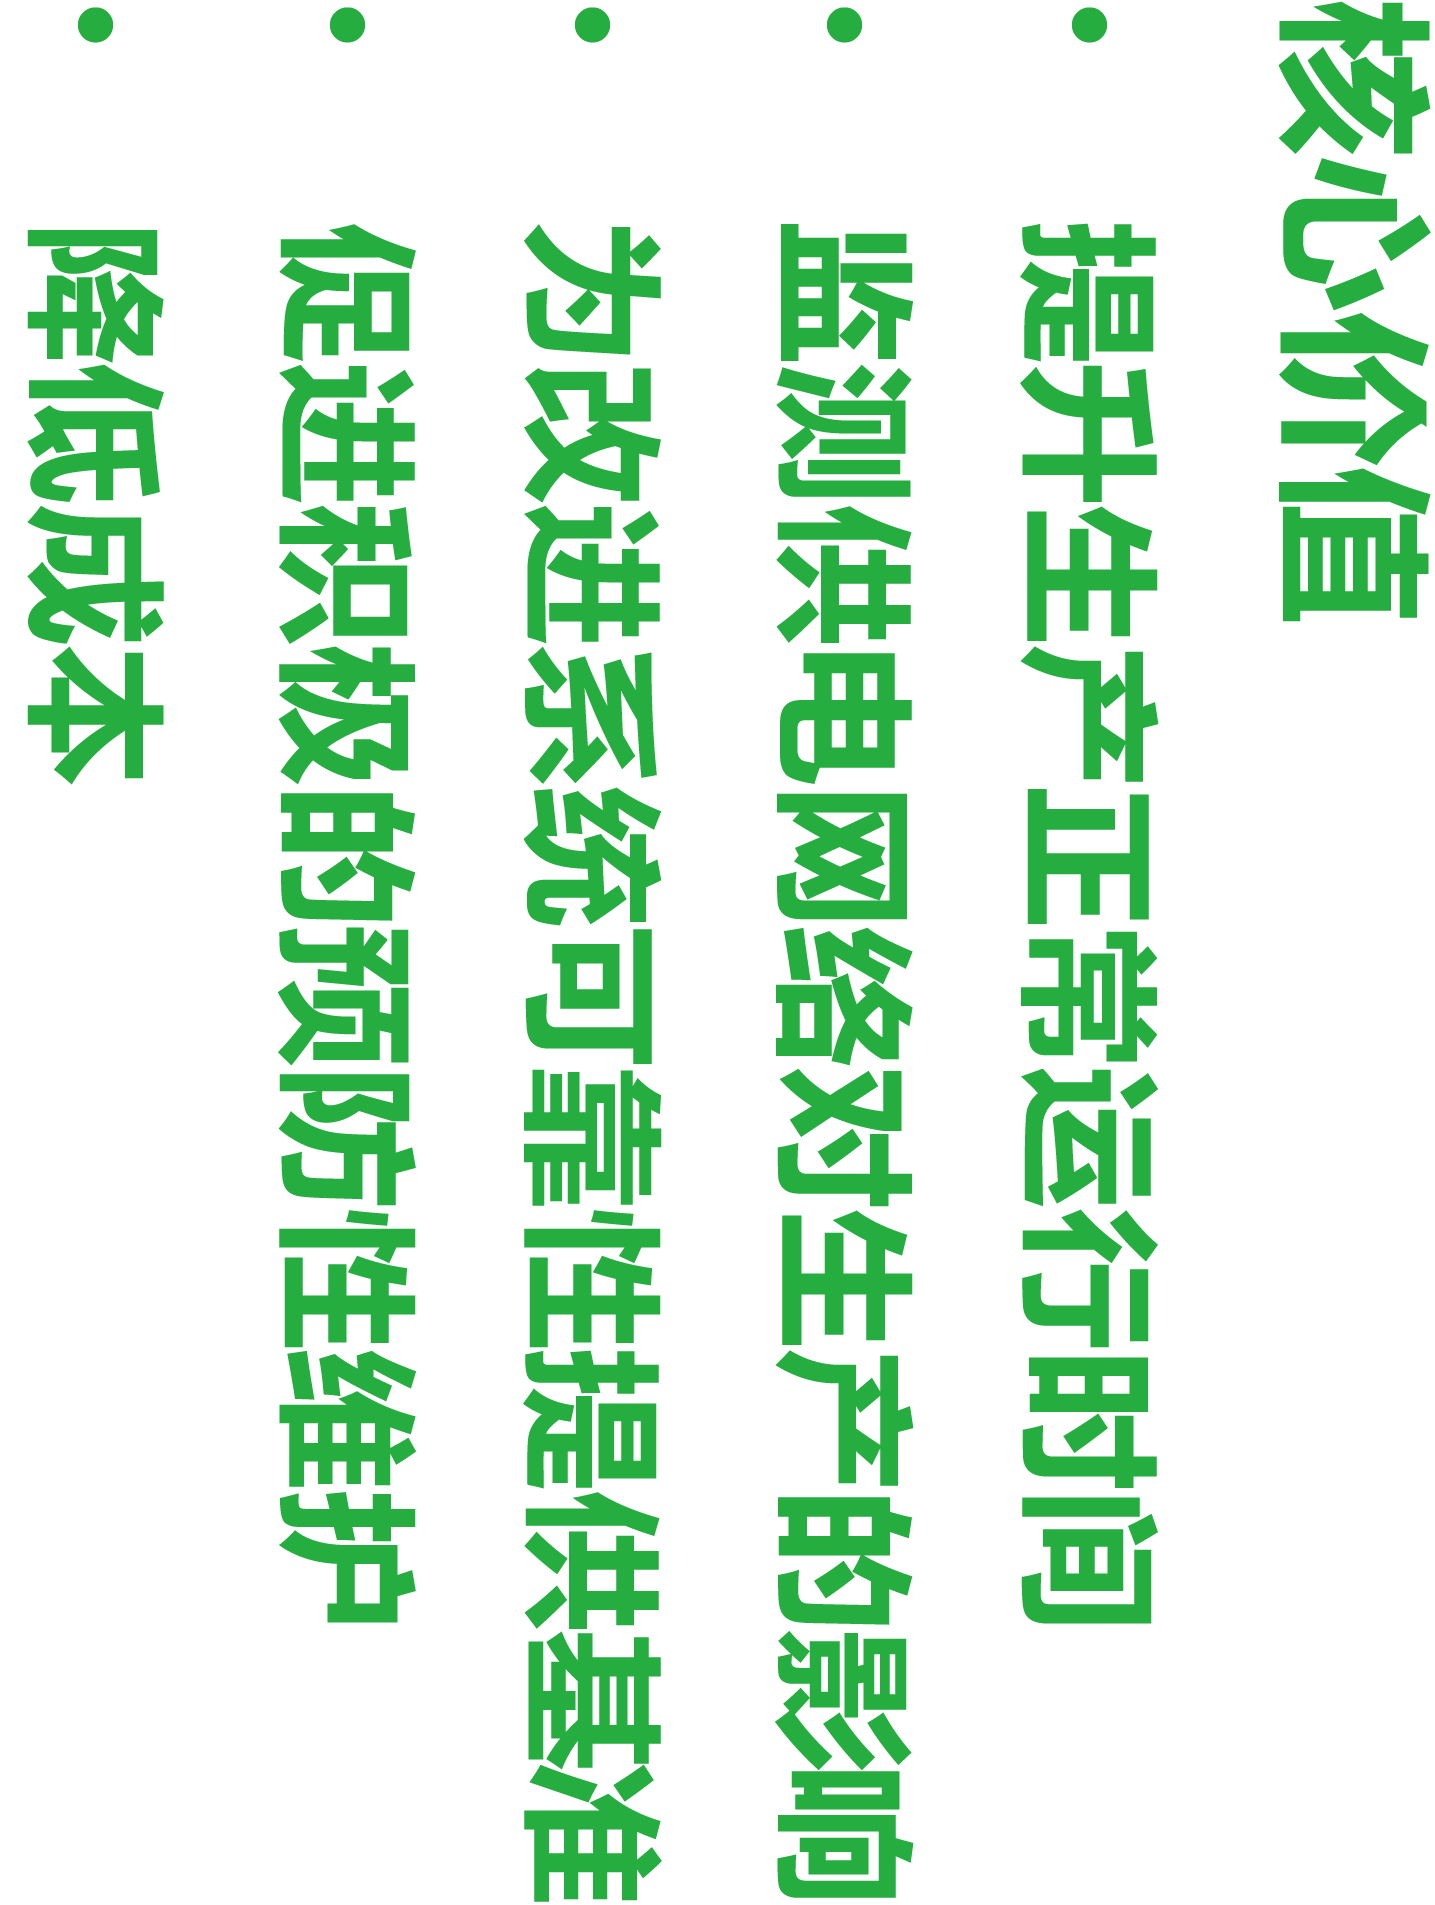 核心价值
• 提升生产正常运行时间
• 监测供电网络对生产的影响
• 为改进系统可靠性提供基准
• 促进积极的预防性维护
• 降低成本